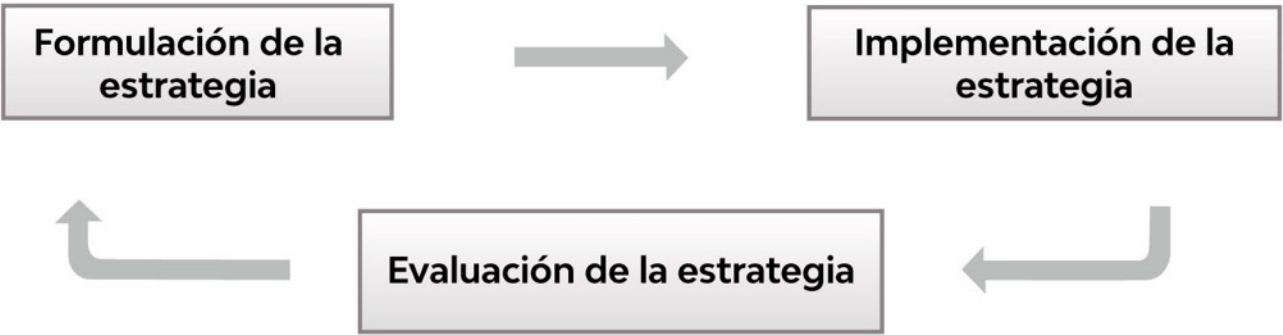 Formulación de la
estrategia
Implementación de la
estrategia
Evaluación de la estrategia